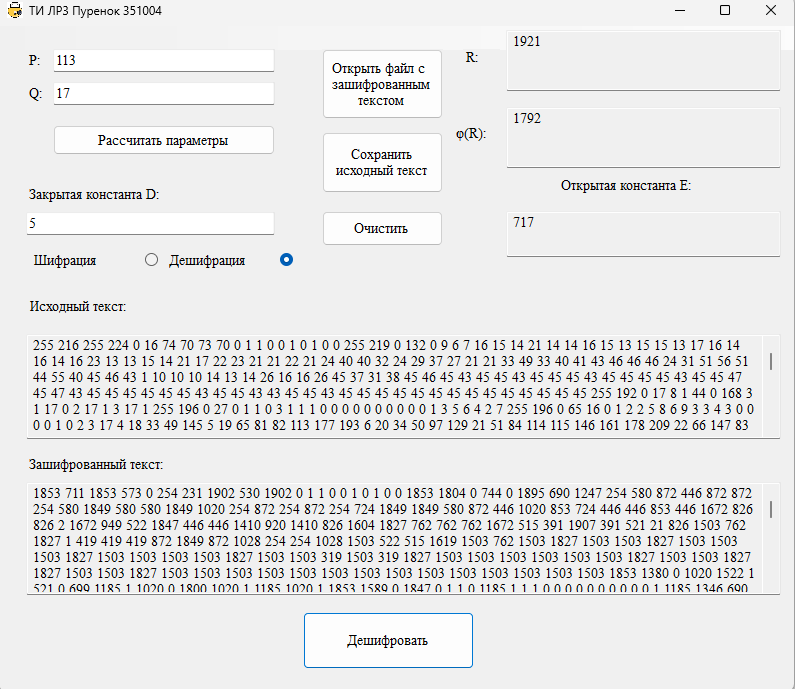 ТИ ЛР3 Пуренок 351004
P:
113
Q:
17
Рассчитать параметры
Закрытая константа D:
5
Шифрация
Дешифрация
Открыть файл с
зашифрованным
текстом
Сохранить
исходный текст
Очистить
R:
1921
φ(R):
1792
Открытая константа E:
717
Исходный текст:
255 216 255 224 0 16 74 70 73 70 0 1 1 0 0 1 0 1 0 0 255 219 0 132 0 9 6 7 16 15 14 21 14 14 16 15 13 15 15 13 17 16 14
16 14 16 23 13 13 15 14 21 17 22 23 21 21 22 21 24 40 40 32 24 29 37 27 21 21 33 49 33 40 41 43 46 46 46 24 31 51 56 51
44 55 40 45 46 43 1 10 10 10 14 13 14 26 16 16 26 45 37 31 38 45 46 45 43 45 45 43 45 45 45 43 45 45 45 45 43 45 45 47
45 47 43 45 45 45 45 45 43 45 45 45 45 45 45 45 45 45 45 45 45 45 45 45 45 45 45 255 192 0 17 8 1 44 0 168 3
1 17 0 2 17 1 3 17 1 255 196 0 27 0 1 1 0 3 1 1 1 0 0 0 0 0 0 0 0 0 0 1 3 5 6 4 2 7 255 196 0 65 16 0 1 2 2 5 8 6 9 3 3 4 3 0 0
0 0 1 0 2 3 17 4 18 33 49 145 5 19 65 81 82 113 177 193 6 20 34 50 97 129 21 51 84 114 115 146 161 178 209 22 66 147 83
Зашифрованный текст:
1853 711 1853 573 0 254 231 1902 530 1902 0 1 1 0 0 1 0 1 0 0 1853 1804 0 744 0 1895 690 1247 254 580 872 446 872 872
254 580 1849 580 580 1849 1020 254 872 254 872 254 724 1849 1849 580 872 446 1020 853 724 446 446 853 446 1672 826
826 2 1672 949 522 1847 446 446 1410 920 1410 826 1604 1827 762 762 762 1672 515 391 1907 391 521 21 826 1503 762
1827 1 419 419 419 872 1849 872 1028 254 254 1028 1503 522 515 1619 1503 762 1503 1827 1503 1503 1827 1503 1503
1503 1827 1503 1503 1503 1503 1827 1503 1503 319 1503 319 1827 1503 1503 1503 1503 1503 1827 1503 1503 1827
1827 1503 1503 1827 1503 1503 1503 1503 1503 1503 1503 1503 1503 1503 1503 1503 1503 1853 1380 0 1020 1522 1
521 0 699 1185 1 1020 0 1800 1020 1 1185 1020 1 1853 1589 0 1847 0 1 1 0 1185 1 1 1 0 0 0 0 0 0 0 0 0 0 1 1185 1346 690
Дешифровать